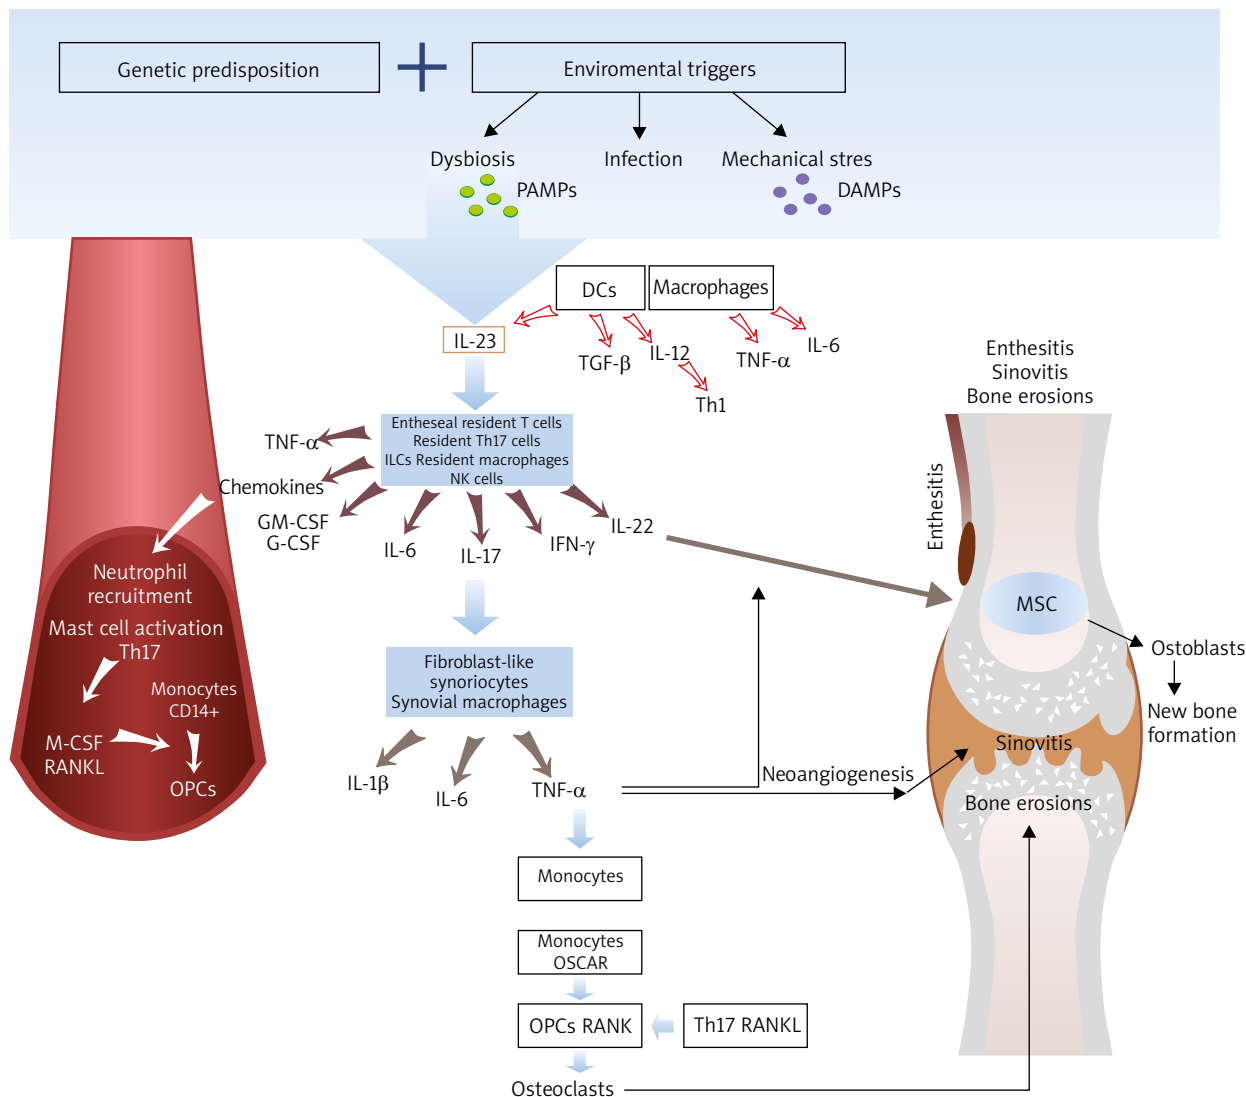 Genetic predisposition
Enviromental triggers
Dysbiosis
Infection
Mechanical stres
PAMPs
DAMPs
DCs
Macrophages
IL-23
TGF-β
IL-12
TNF-α
IL-6
Th1
Entheseal resident T cells
Resident Th17 cells
ILCs Resident macrophages
NK cells
TNF-α
Chemokines
GM-CSF
G-CSF
IL-6
IL-17
IFN-γ
IL-22
Neutrophil
recruitment
Mast cell activation
Th17
Monocytes
CD14+
M-CSF
RANKL
OPCs
Fibroblast-like
synoriocytes
Synovial macrophages
IL-1β
IL-6
TNF-α
Neoangiogenesis
Monocytes
Monocytes
OSCAR
OPCs RANK
Th17 RANKL
Osteoclasts
Enthesitis
Sinovitis
Bone erosions
Enthesitis
MSC
Ostoblasts
New bone
formation
Sinovitis
Bone erosions